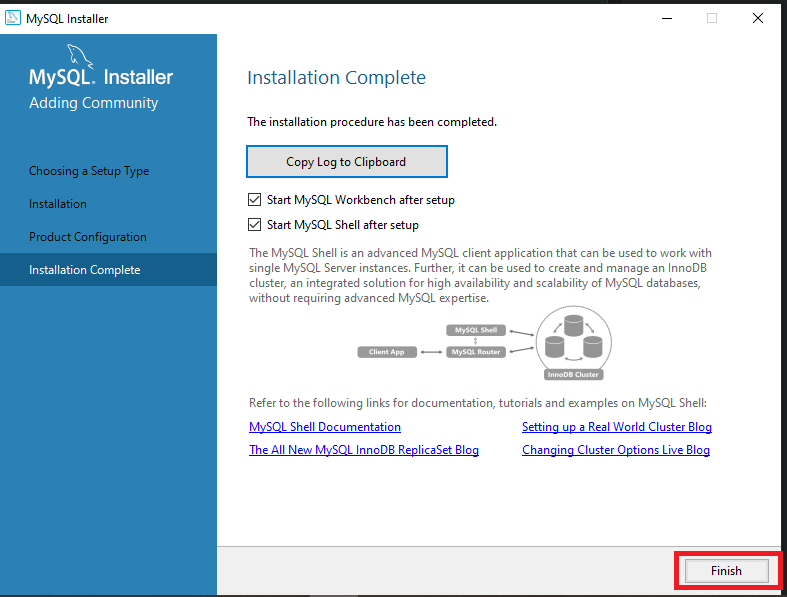 MySQL Installer
MySQL. Installer
Adding Community
Choosing a Setup Type
Installation
Product Configuration
Installation Complete
Installation Complete
The installation procedure has been completed.
Copy Log to Clipboard
Start MySQL Workbench after setup
Start MySQL Shell after setup
The MySQL Shell is an advanced MySQL client application that can be used to work with
single MySQL Server instances. Further, it can be used to create and manage an InnoDB
cluster, an integrated solution for high availability and scalability of MySQL databases,
without requiring advanced MySQL expertise.
MySQL Shell
Client App
MySQL Router
InnoDB Cluster
Refer to the following links for documentation, tutorials and examples on MySQL Shell:
MySQL Shell Documentation
Setting up a Real World Cluster Blog
The All New MySQL InnoDB ReplicaSet Blog
Changing Cluster Options Live Blog
Finish